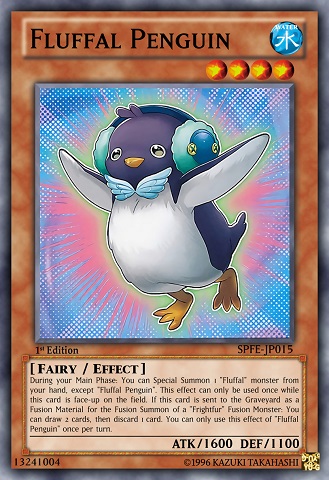 Fluffal Penguin
WATER
水
1st Edition
SPFE-JP015
[Fairy / Effect]
During your Main Phase: You can Special Summon 1 "Fluffal" monster from
your hand, except "Fluffal Penguin". This effect can only be used once while
this card is face-up on the field. If this card is sent to the Graveyard as a
Fusion Material for the Fusion Summon of a "Frightfur" Fusion Monster: You
can draw 2 cards, then discard 1 card. You can only use this effect of "Fluffal
Penguin" once per turn.
ATK/1600 DEF/1100
13241004
©1996 KAZUKI TAKAHASHI